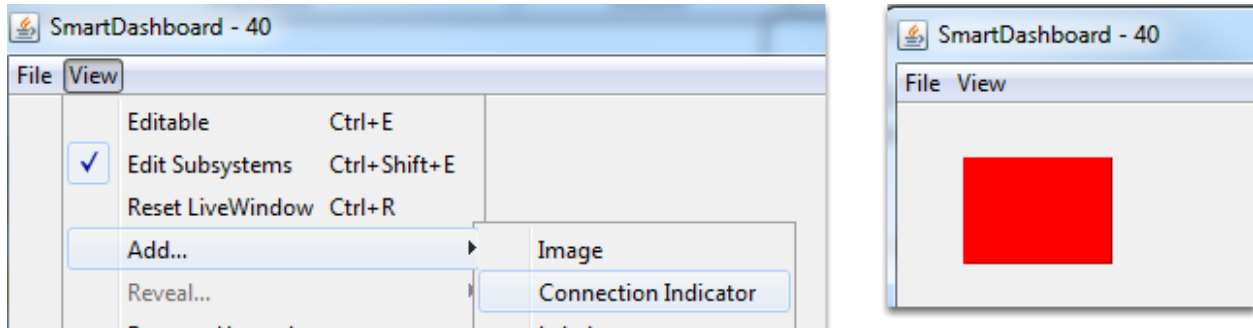 SmartDashboard - 40
File View
Editable Ctrl+E
Edit Subsystems Ctrl+Shift+E
Reset LiveWindow Ctrl+R
Add...
Reveal...
Image
Connection Indicator
SmartDashboard - 40
File View